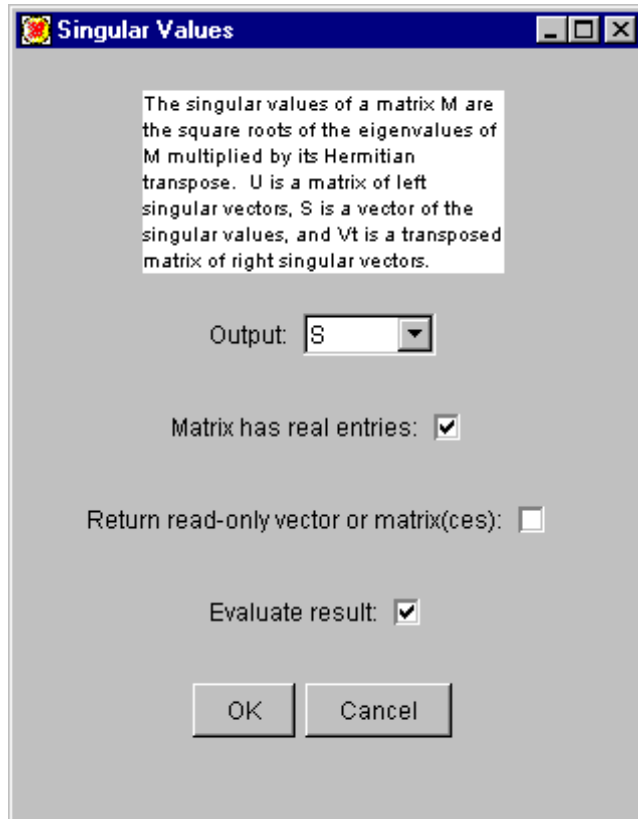 Singular Values
The singular values of a matrix M are
the square roots of the eigenvalues of
M multiplied by its Hermitian
transpose.  U is a matrix of left
singular vectors, S is a vector of the
singular values, and Vt is a transposed
matrix of right singular vectors.
Output: S
Matrix has real entries:
Return read-only vector or matrix(ces):
Evaluate result:
OK Cancel